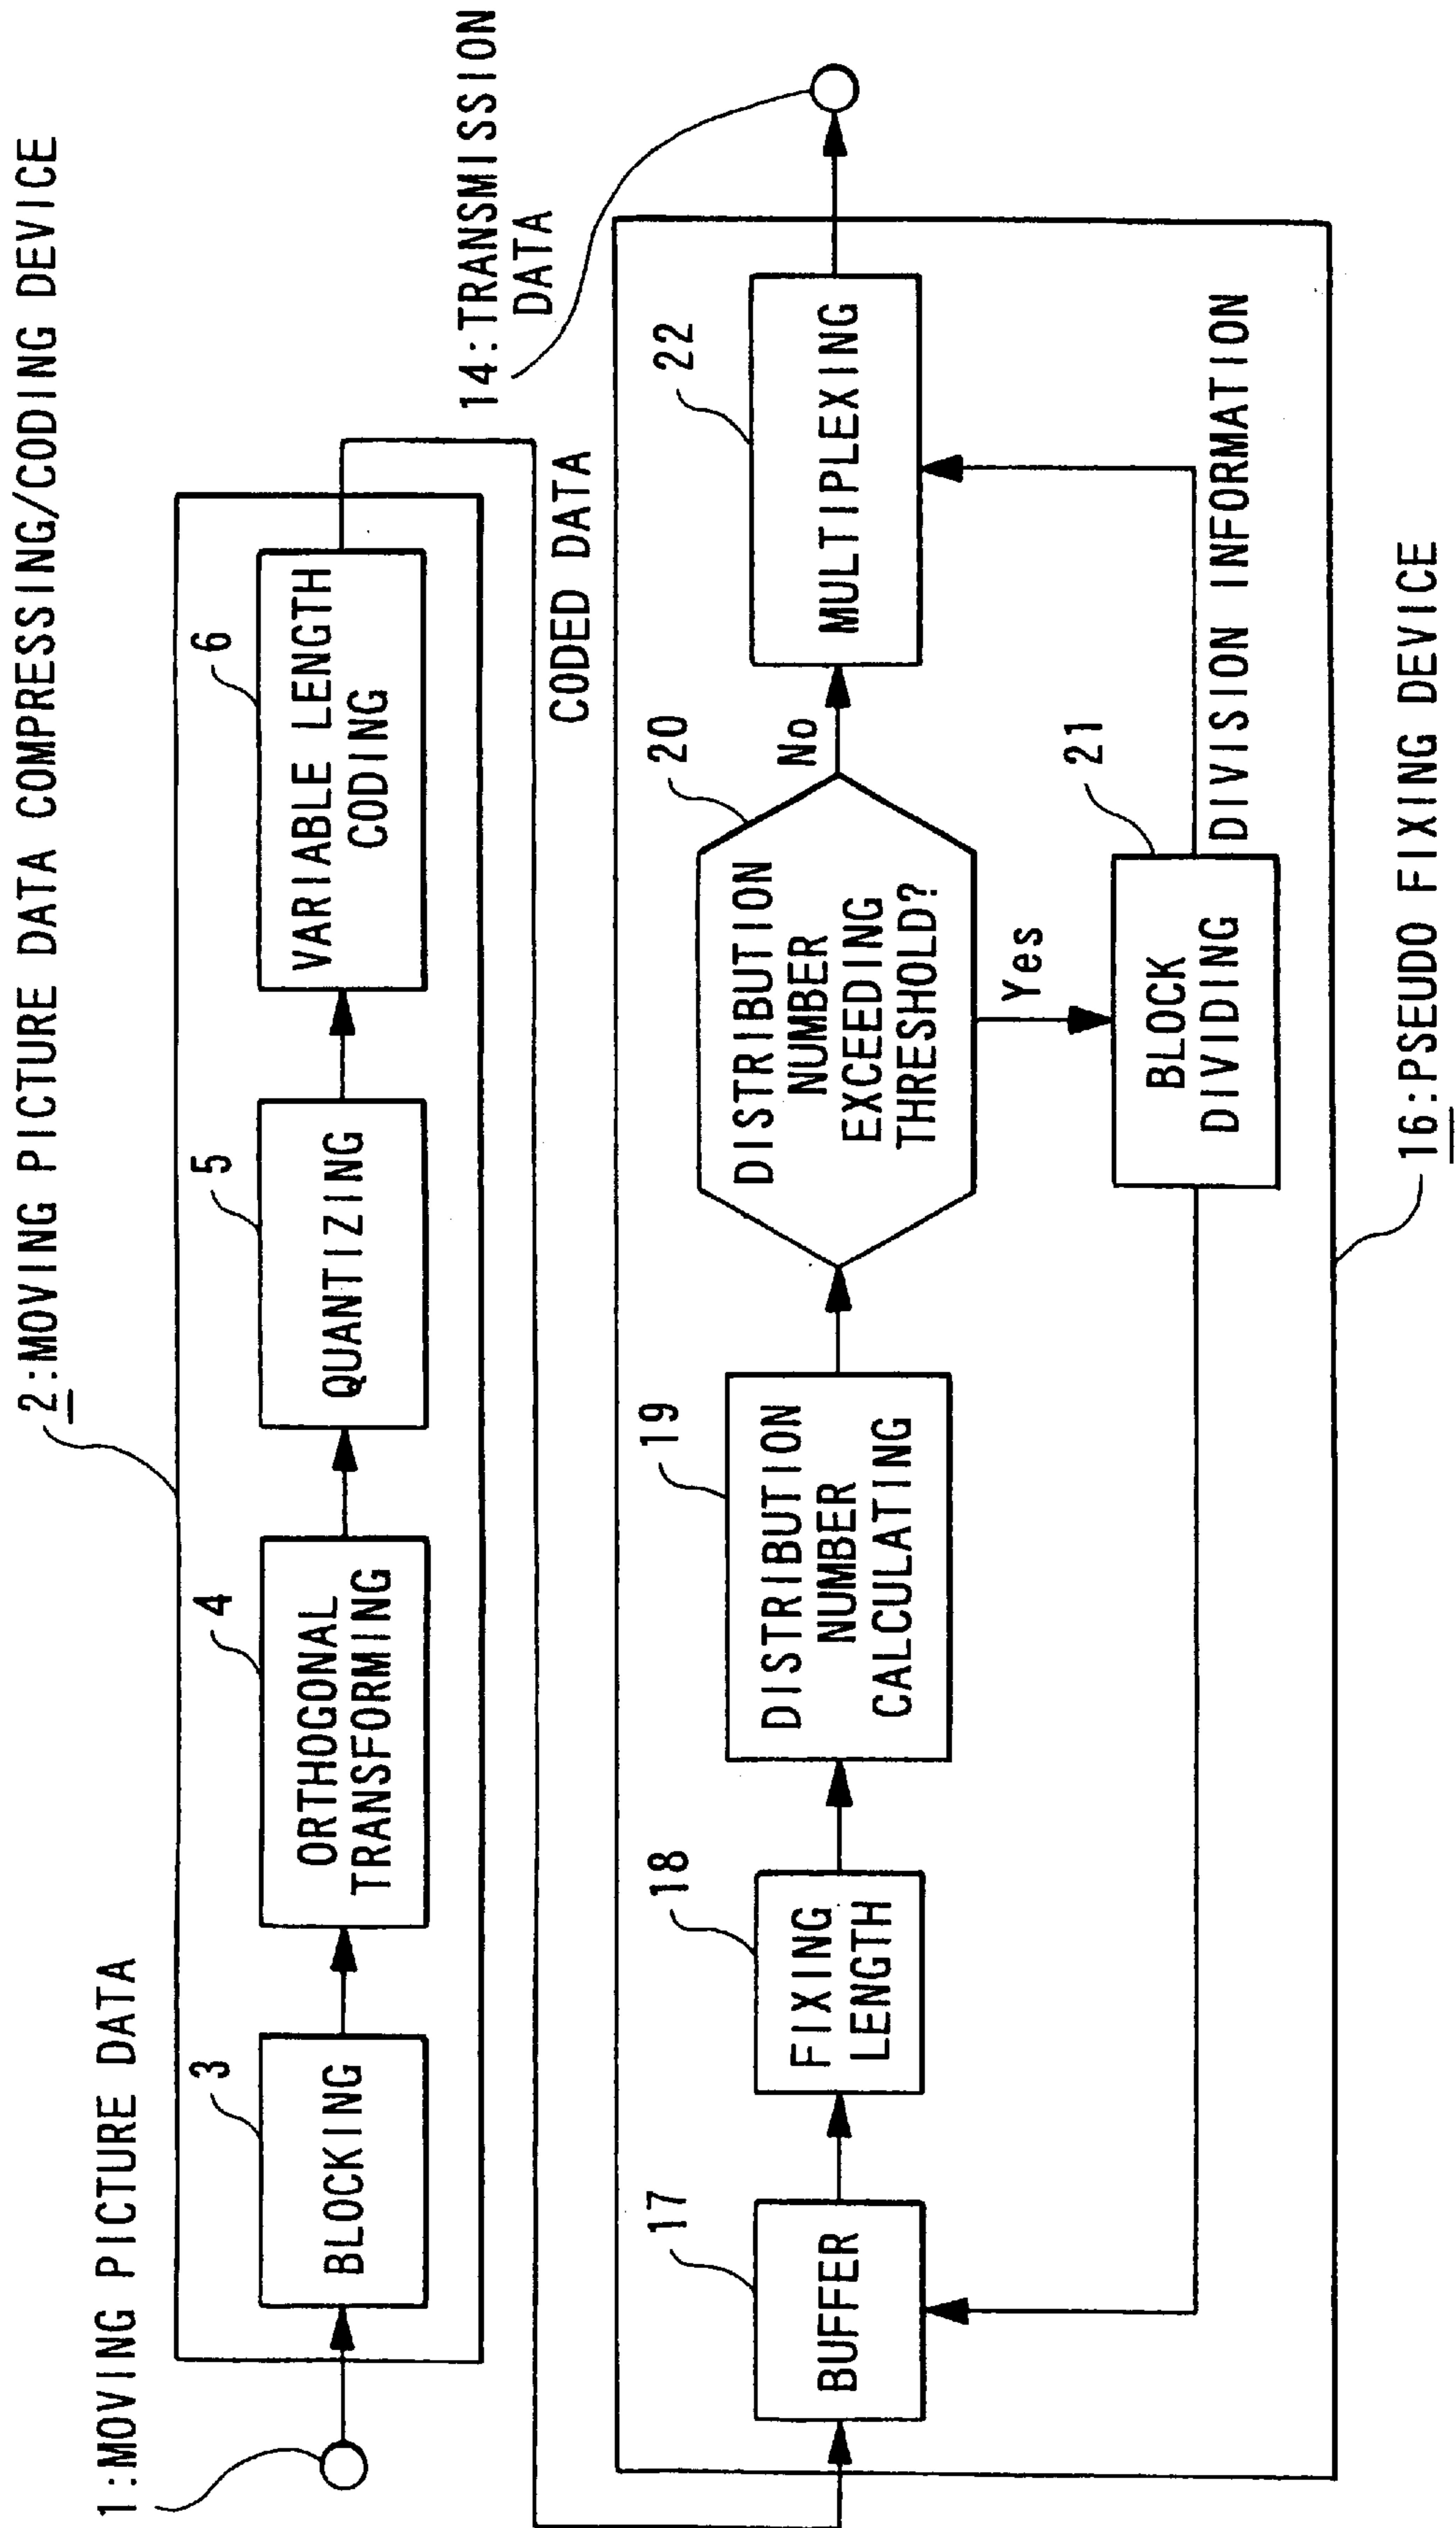 2:MOVING PICTURE DATA COMPRESSING/CODING DEVICE
1:MOVING PICTURE DATA
3
BLOCKING
4
ORTHOGONAL
TRANSFORMING
5
QUANTIZING
6
VARIABLE LENGTH
CODING
14:TRANSMISSION
DATA
CODED DATA
17
BUFFER
18
FIXING
LENGTH
19
DISTRIBUTION
NUMBER
CALCULATING
20
DISTRIBUTION
NUMBER
EXCEEDING
THRESHOLD?
No
Yes
22
MULTIPLEXING
21
BLOCK
DIVIDING
DIVISION INFORMATION
16:PSEUDO FIXING DEVICE